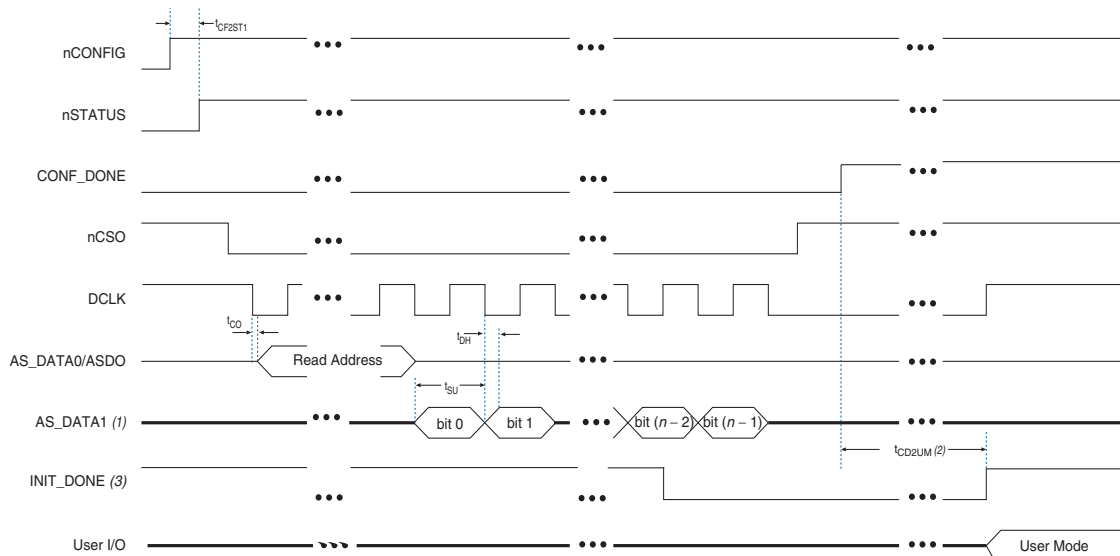 tCF2ST1
nCONFIG
nSTATUS
CONF_DONE
nCSO
DCLK
tCO
tDH
AS_DATA0/ASDO
Read Address
tSU
AS_DATA1 (1)
bit 0
bit 1
bit (n − 2)
bit (n − 1)
tCD2UM (2)
INIT_DONE (3)
User I/O
User Mode